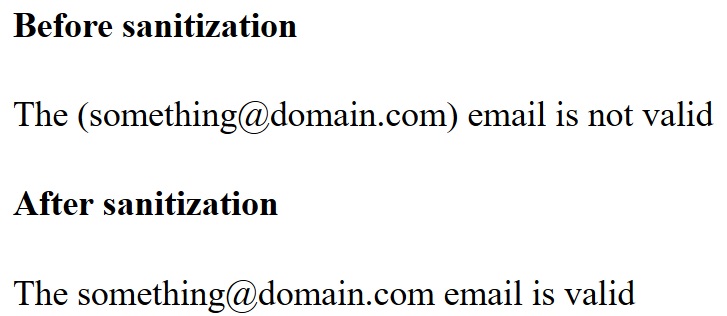 Before sanitization
The (something@domain.com) email is not valid
After sanitization
The something@domain.com email is valid